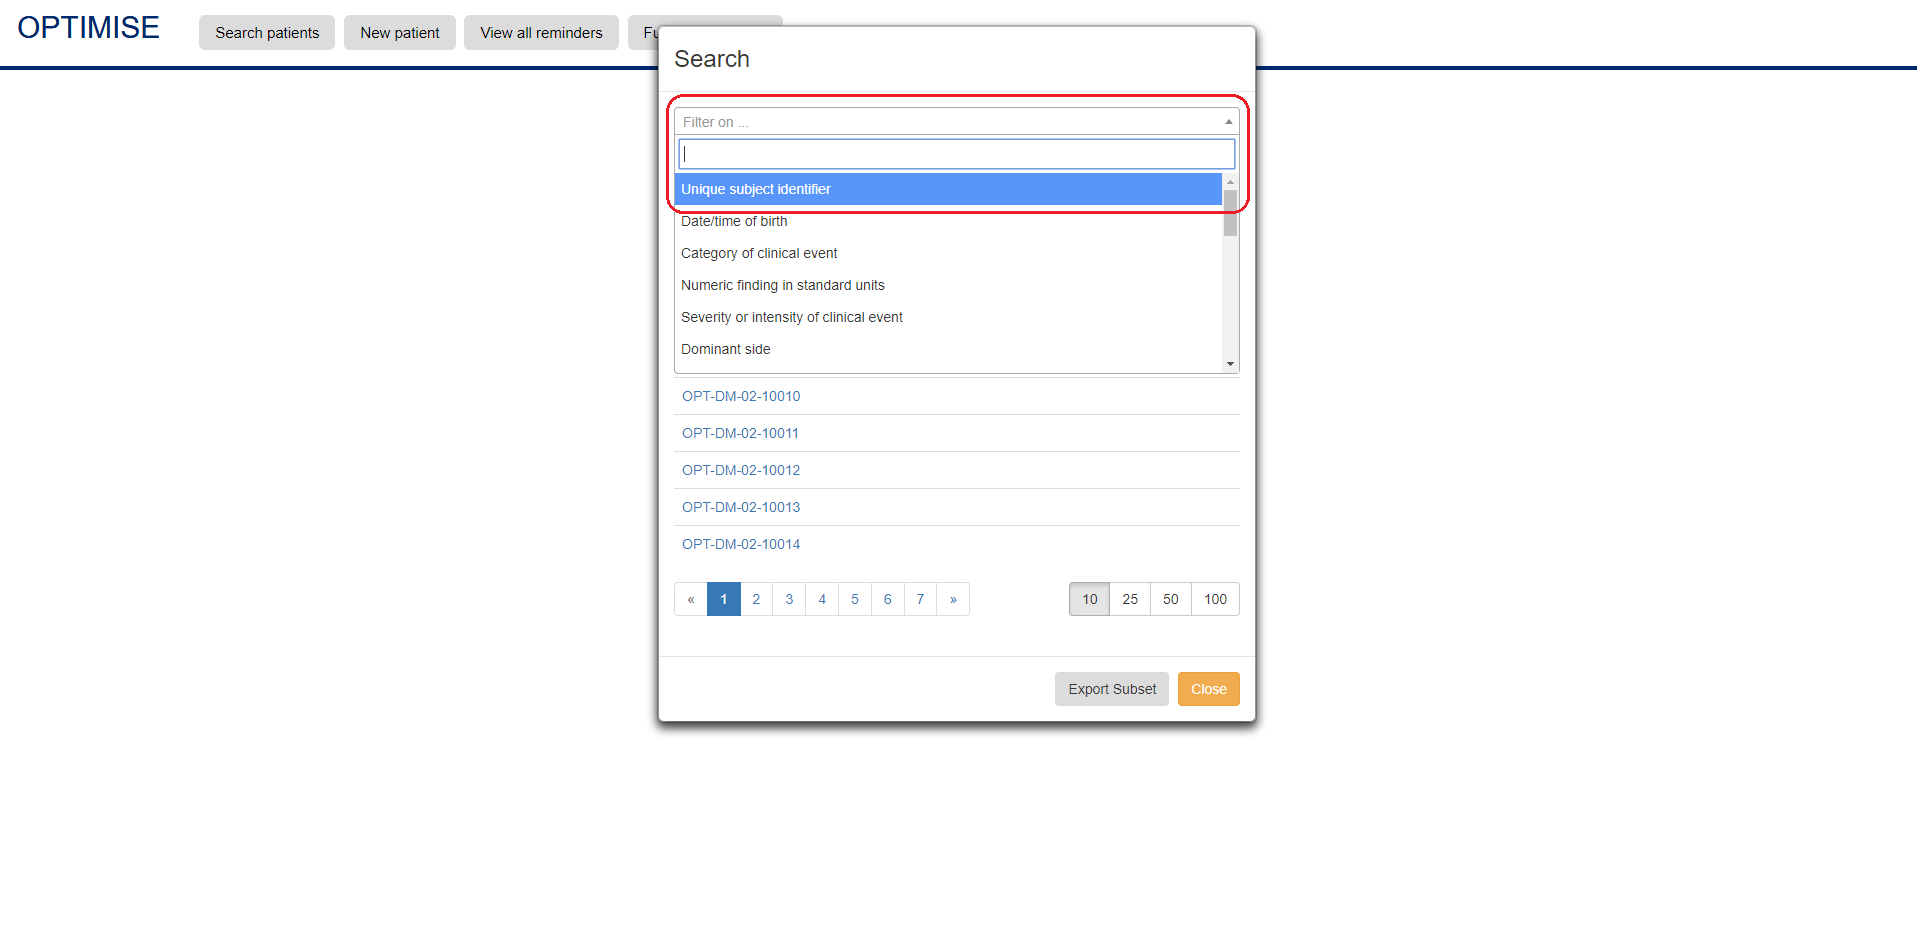 OPTIMISE
Search patients
New patient
View all reminders
Search
Filter on ...
Unique subject identifier
Date/time of birth
Category of clinical event
Numeric finding in standard units
Severity or intensity of clinical event
Dominant side
OPT-DM-02-10010
OPT-DM-02-10011
OPT-DM-02-10012
OPT-DM-02-10013
OPT-DM-02-10014
« 1 2 3 4 5 6 7 »
10 25 50 100
Export Subset
Close